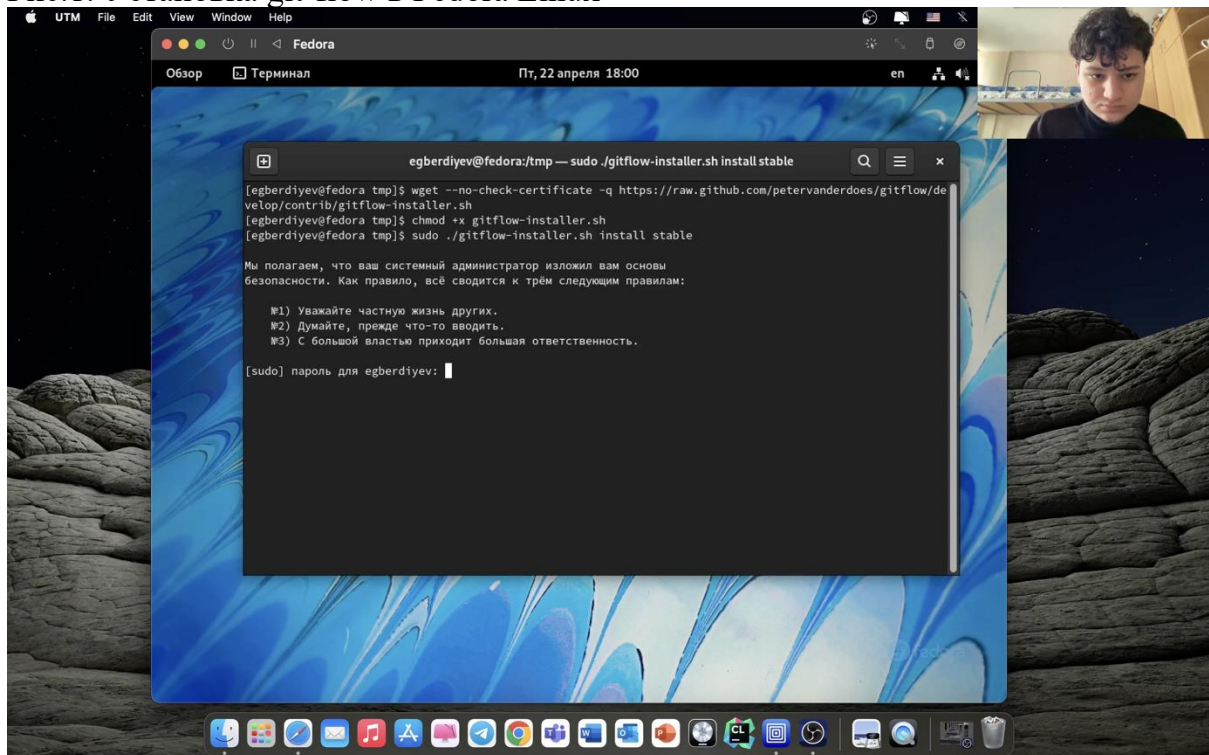 UTM File Edit View Window Help
Fedora
Обзор Терминал Пт, 22 апреля 18:00 en
egberdiyev@fedora:/tmp — sudo ./gitflow-installer.sh install stable
[egberdiyev@fedora tmp]$ wget --no-check-certificate -q https://raw.github.com/petervanderdoes/gitflow/de
velop/contrib/gitflow-installer.sh
[egberdiyev@fedora tmp]$ chmod +x gitflow-installer.sh
[egberdiyev@fedora tmp]$ sudo ./gitflow-installer.sh install stable
Мы полагаем, что ваш системный администратор изложил вам основы
безопасности. Как правило, всё сводится к трём следующим правилам:
№1) Уважайте частную жизнь других.
№2) Думайте, прежде что-то вводить.
№3) С большой властью приходит большая ответственность.
[sudo] пароль для egberdiyev:
fedora
CL